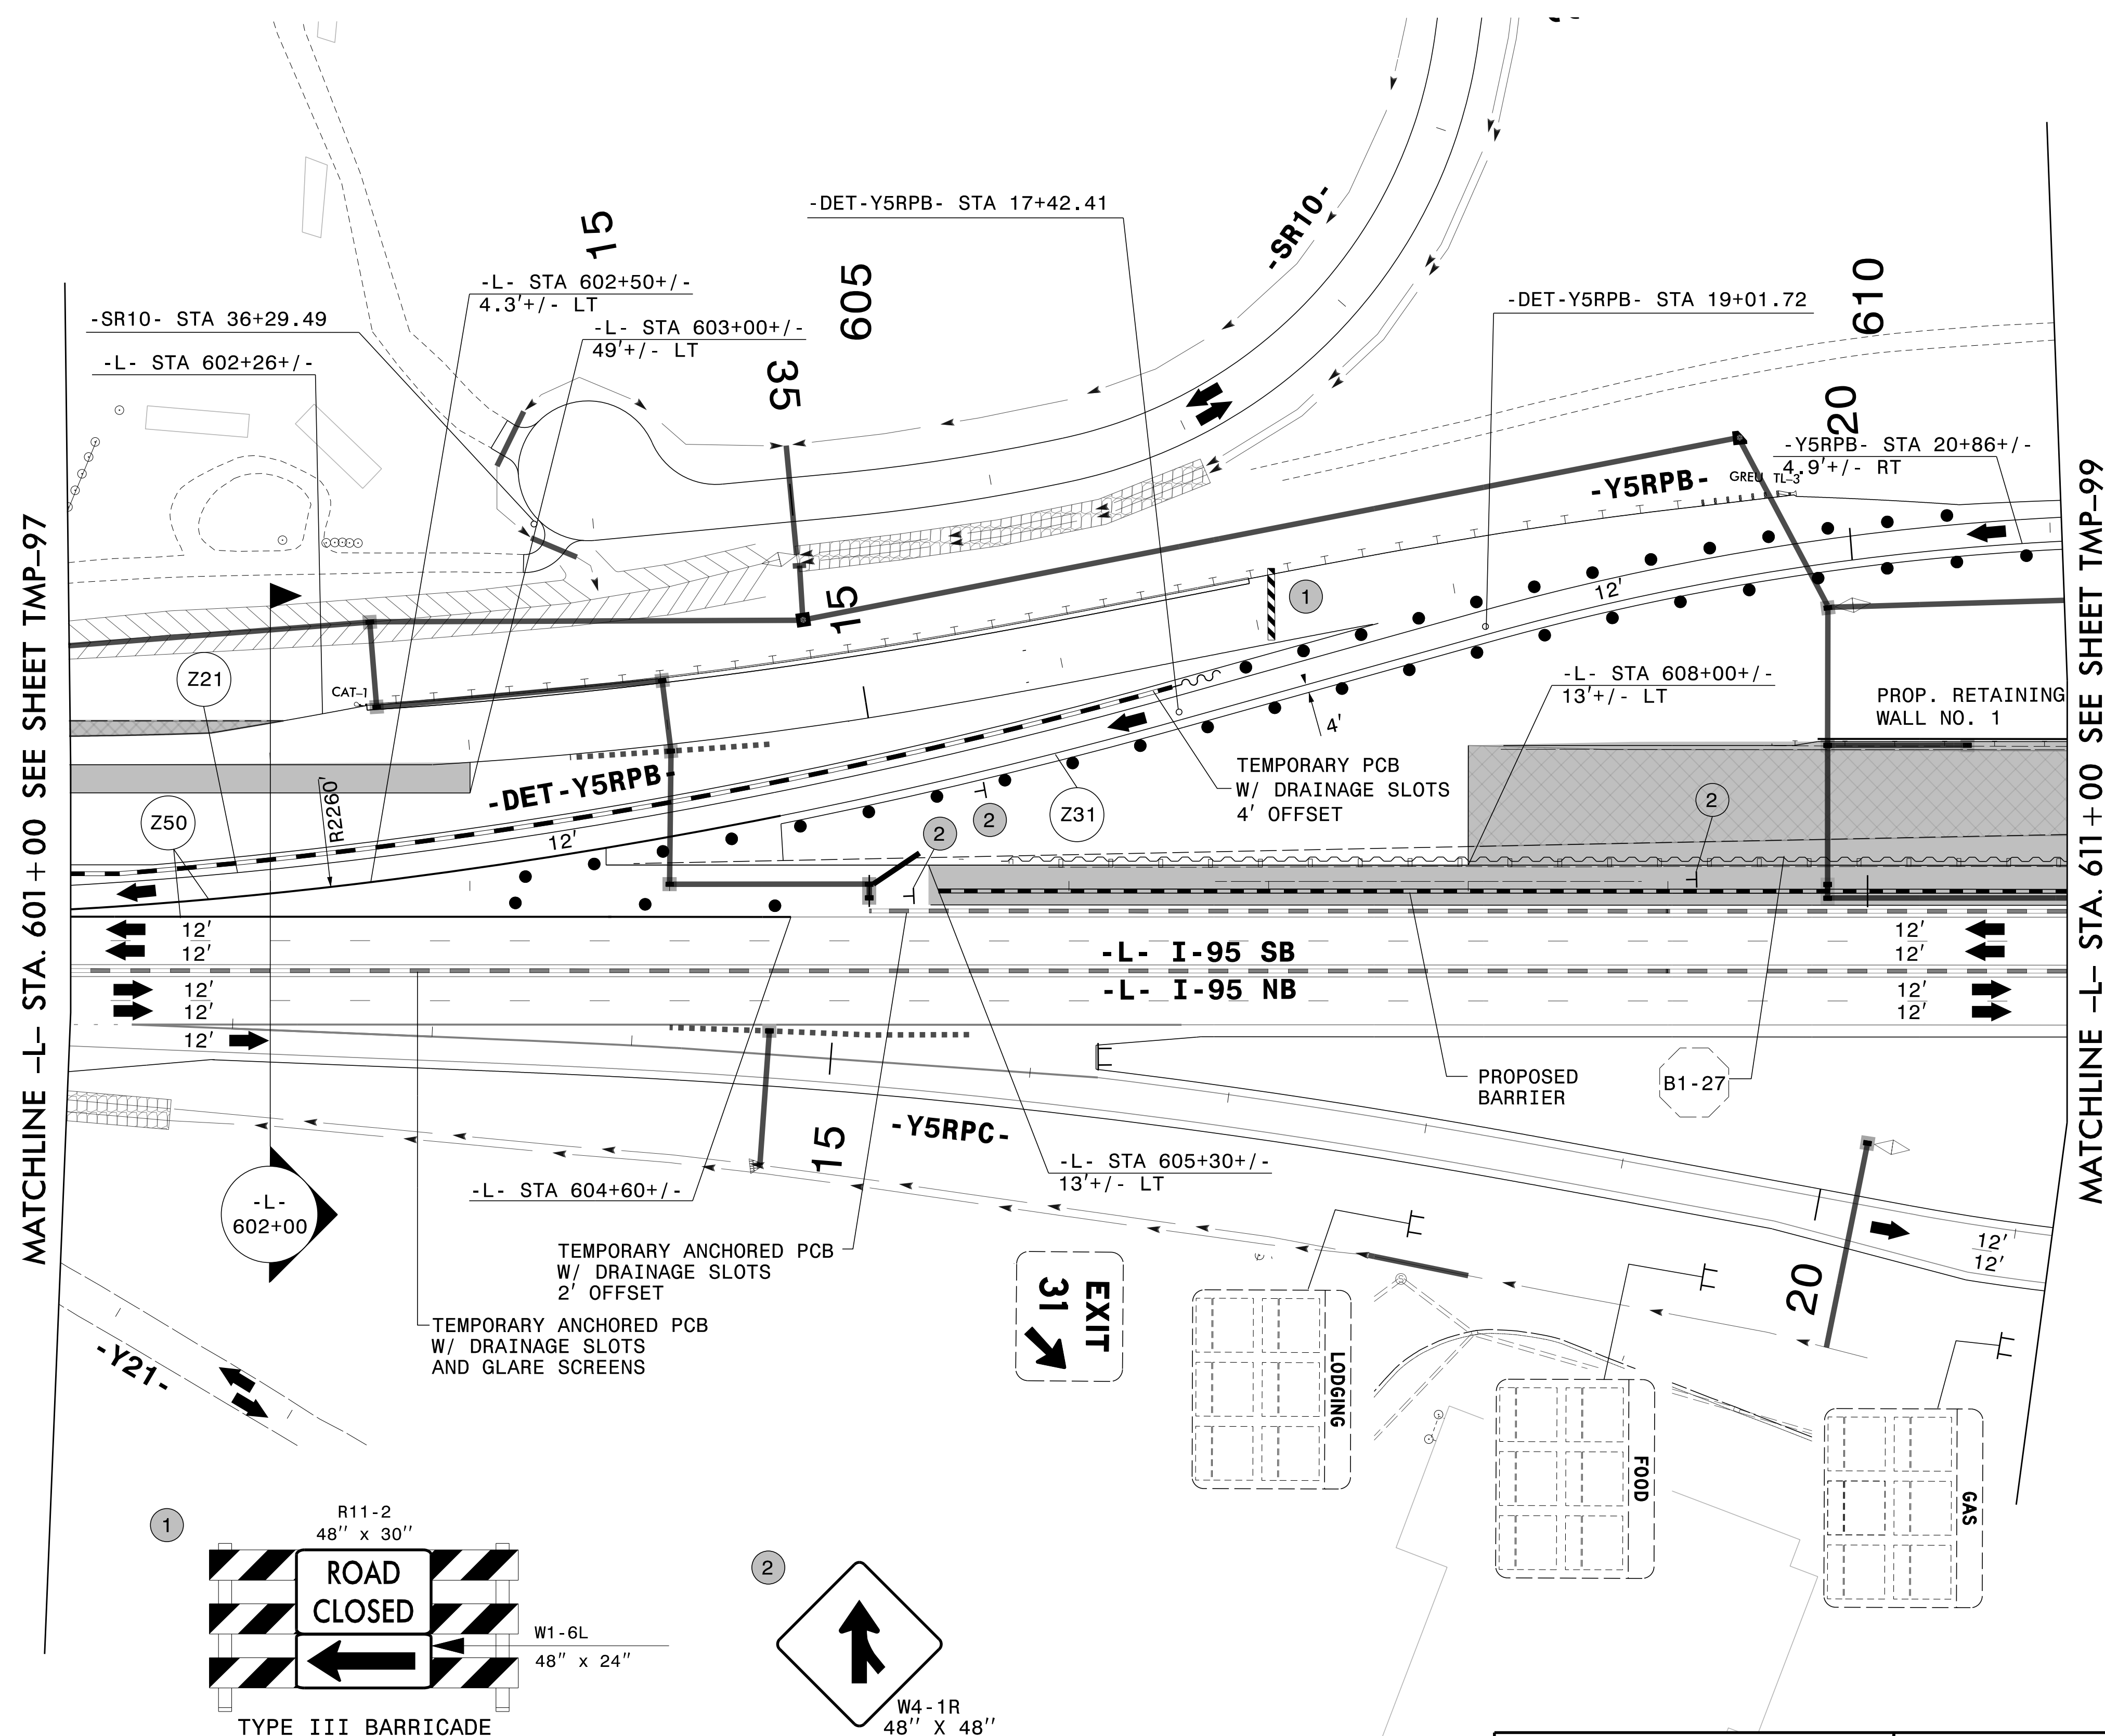 -DET-Y5RPB- STA 17+42.41
-SR10-
15
605
-L- STA 602+50+/-
4.3'+/- LT
-SR10- STA 36+29.49
-L- STA 603+00+/-
49'+/- LT
-L- STA 602+26+/-
35
-DET-Y5RPB- STA 19+01.72
610
20
-Y5RPB- STA 20+86+/-
4.9'+/- RT
-Y5RPB-
GREU TL-3
MATCHLINE -L- STA. 601+00 SEE SHEET TMP-97
MATCHLINE -L- STA. 611+00 SEE SHEET TMP-99
15
1
12'
Z21
CAT-1
-L- STA 608+00+/-
13'+/- LT
PROP. RETAINING
WALL NO. 1
4'
TEMPORARY PCB
W/ DRAINAGE SLOTS
4' OFFSET
-DET-Y5RPB-
R2260'
Z50
12'
2
2
Z31
2
12'
12'
-L- I-95 SB
12'
12'
12'
12'
-L- I-95 NB
12'
12'
12'
PROPOSED
BARRIER
B1-27
15
-Y5RPC-
-L- STA 605+30+/-
13'+/- LT
-L- STA 604+60+/-
-L-
602+00
TEMPORARY ANCHORED PCB
W/ DRAINAGE SLOTS
2' OFFSET
TEMPORARY ANCHORED PCB
W/ DRAINAGE SLOTS
AND GLARE SCREENS
-Y21-
EXIT
31
LODGING
FOOD
GAS
20
12'
12'
1
R11-2
48" x 30"
ROAD
CLOSED
W1-6L
48" x 24"
TYPE III BARRICADE
2
W4-1R
48" X 48"